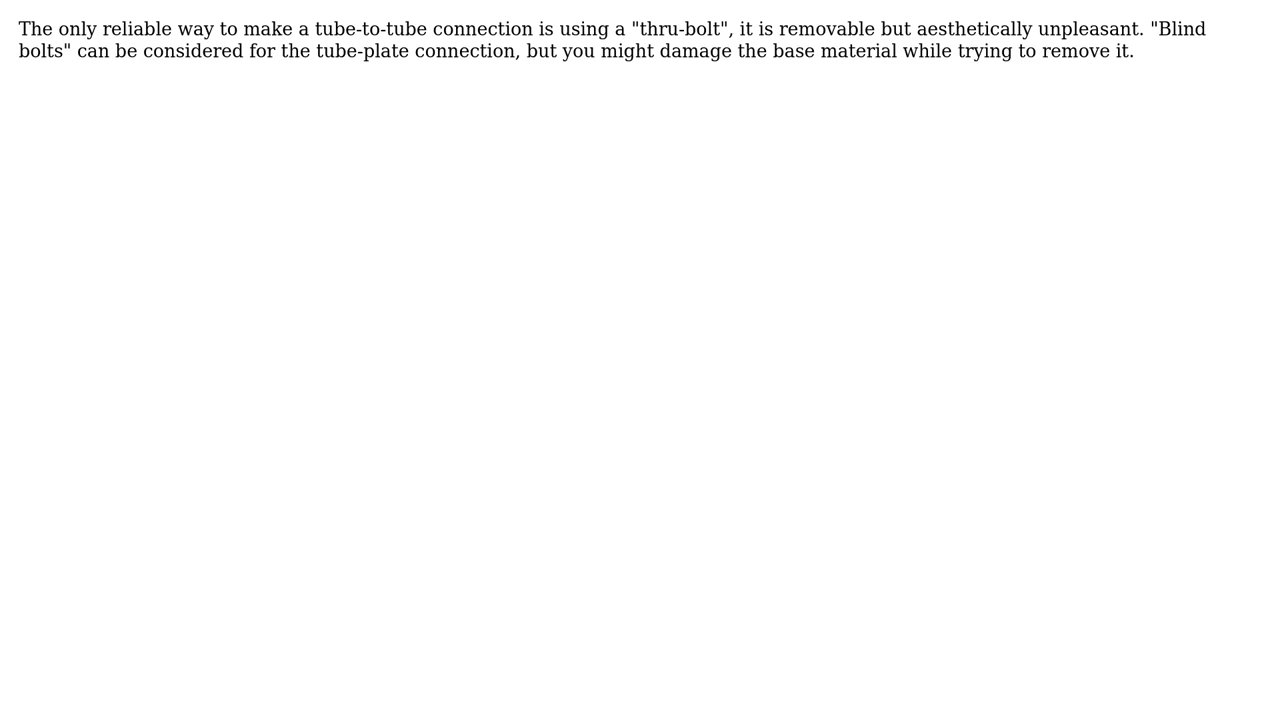 The only reliable way to make a tube-to-tube connection is using a "thru-bolt", it is removable but aesthetically unpleasant. "Blind
bolts" can be considered for the tube-plate connection, but you might damage the base material while trying to remove it.